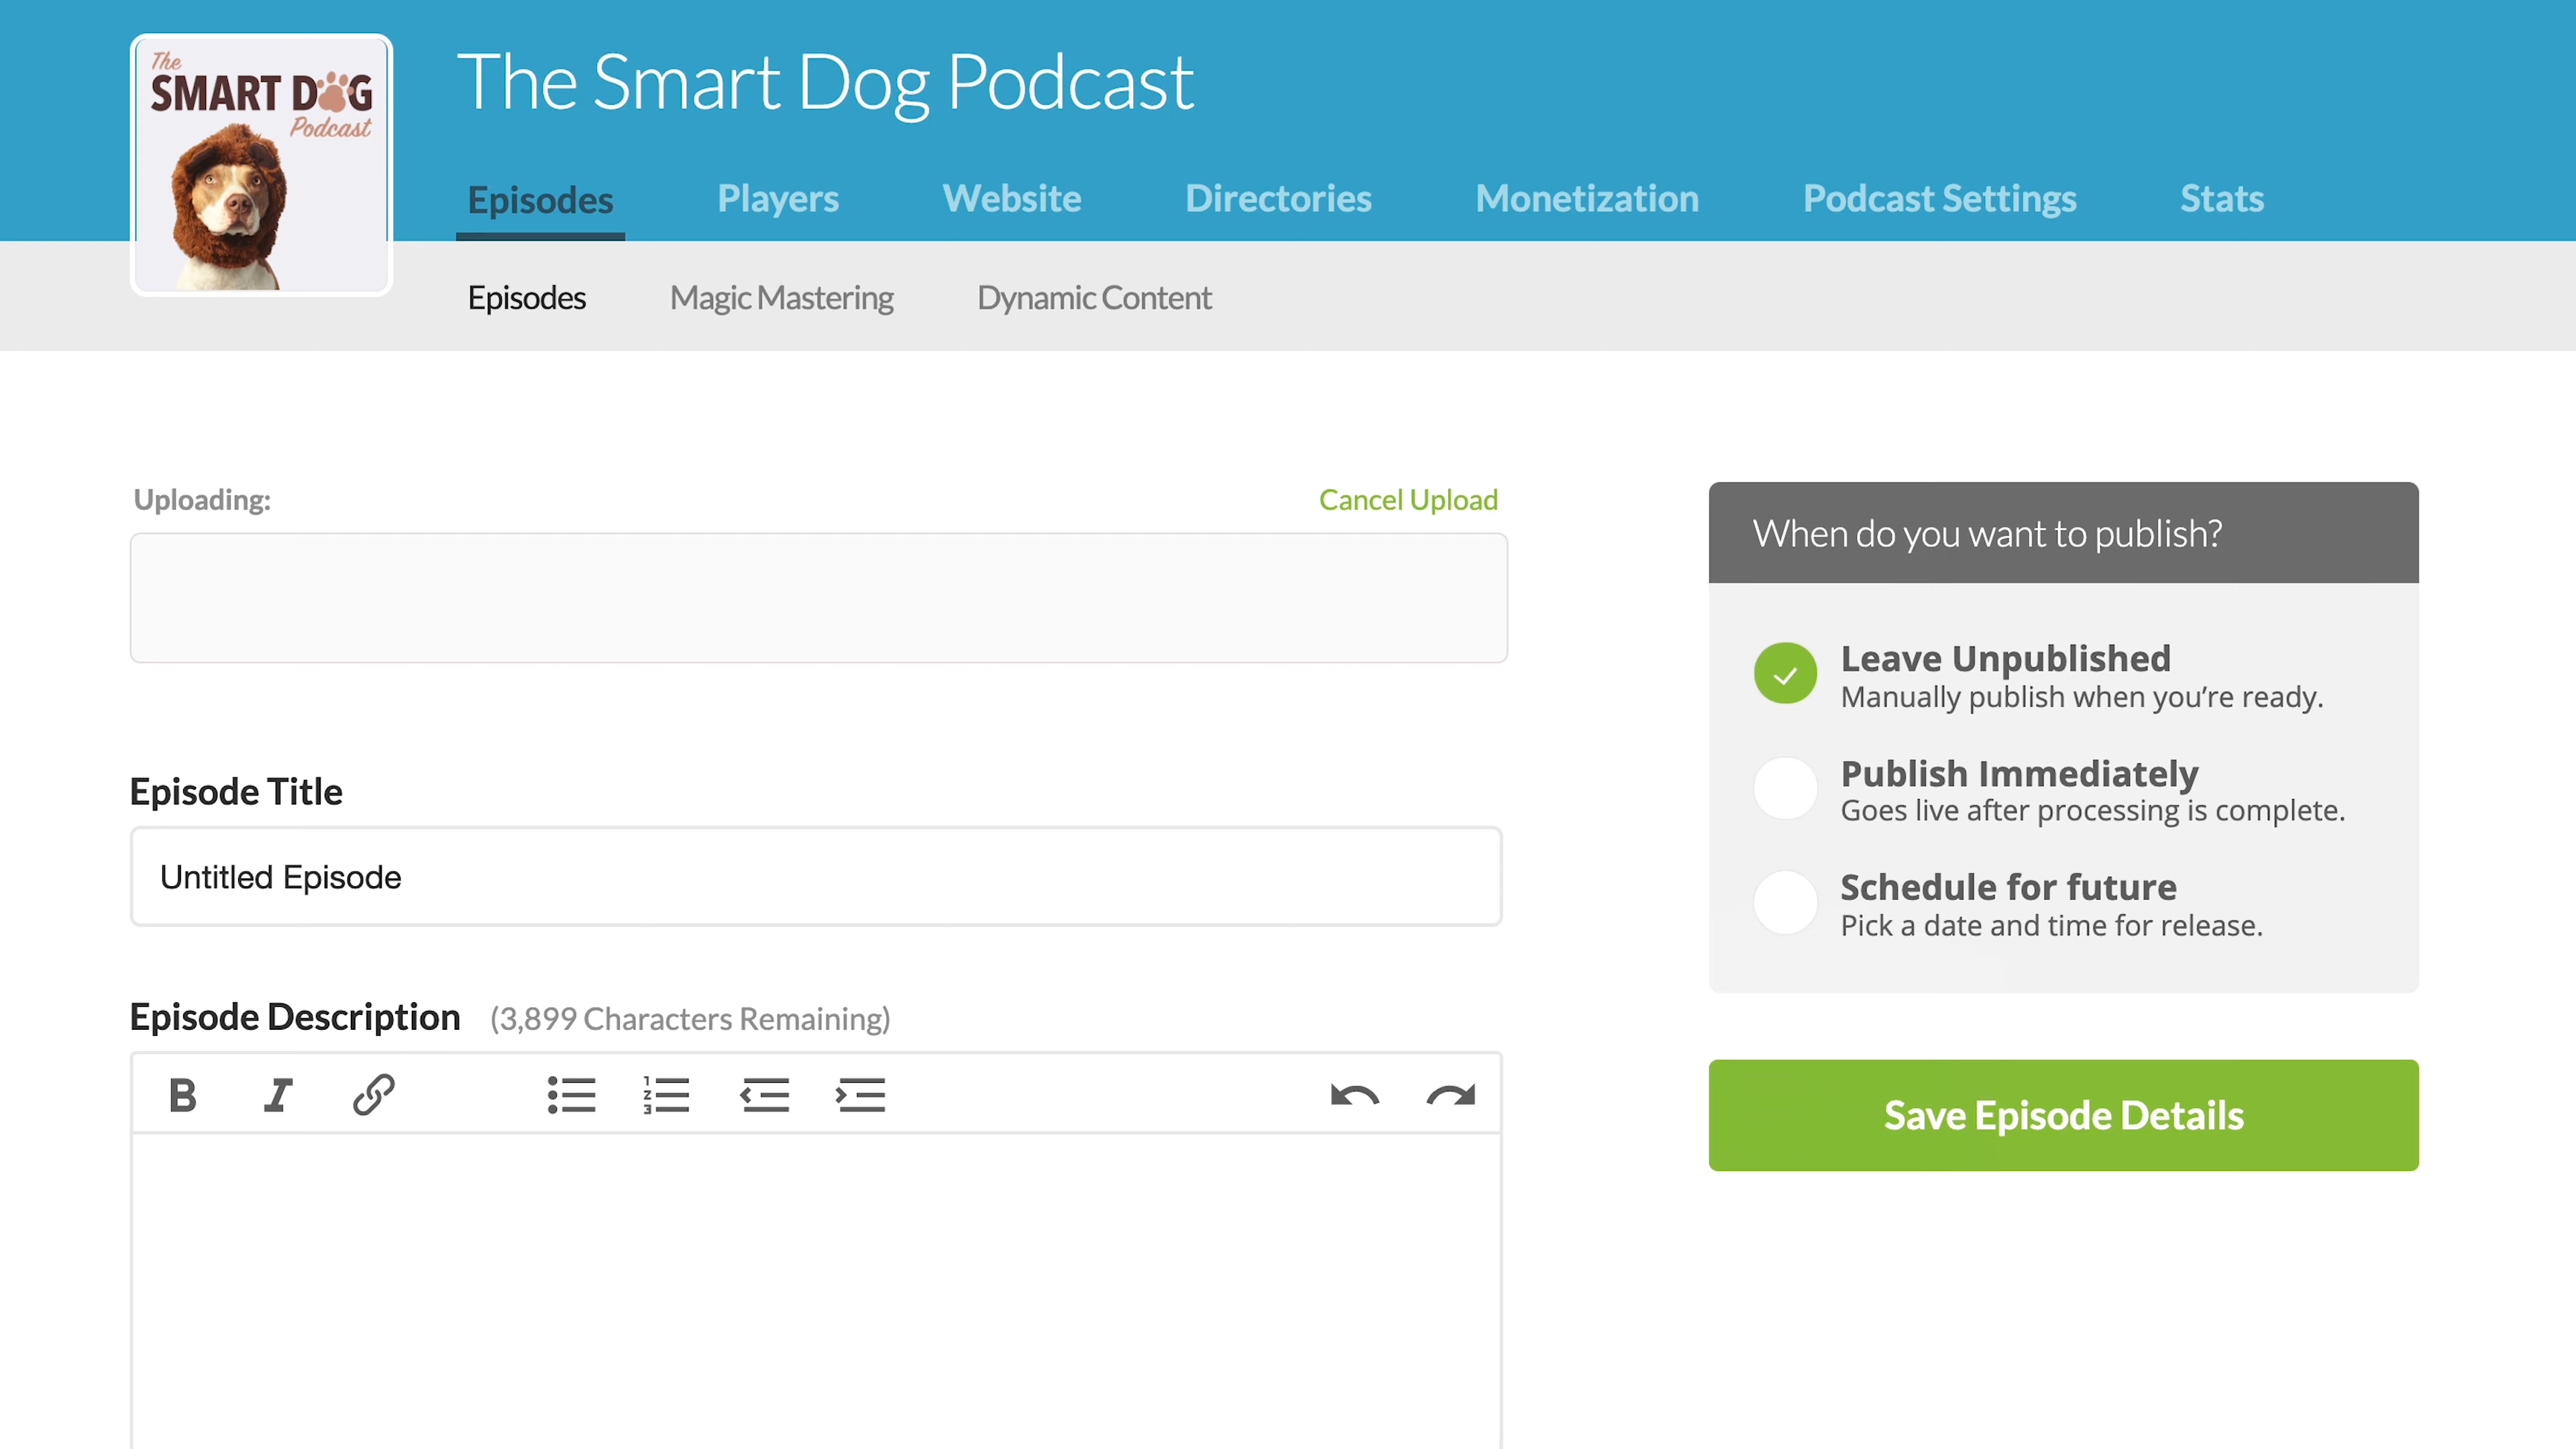 The
SMART DOG
Podcast
The Smart Dog Podcast
Episodes Players Website Directories Monetization Podcast Settings Stats
Episodes Magic Mastering Dynamic Content
Uploading: Cancel Upload
When do you want to publish?
Leave Unpublished
Manually publish when you’re ready.
Publish Immediately
Goes live after processing is complete.
Schedule for future
Pick a date and time for release.
Episode Title
Untitled Episode
Episode Description (3,899 Characters Remaining)
Save Episode Details